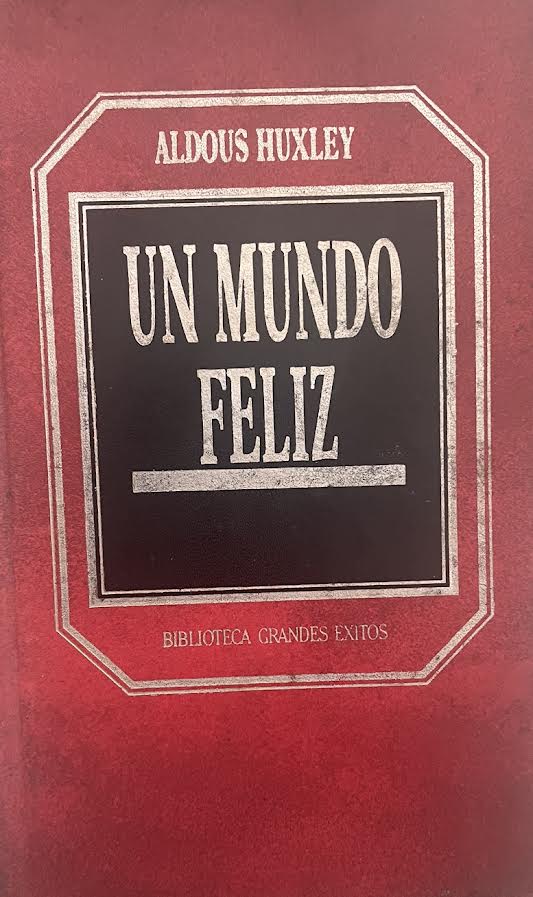 ALDOUS HUXLEY
UN MUNDO
FELIZ
BIBLIOTECA GRANDES EXITOS